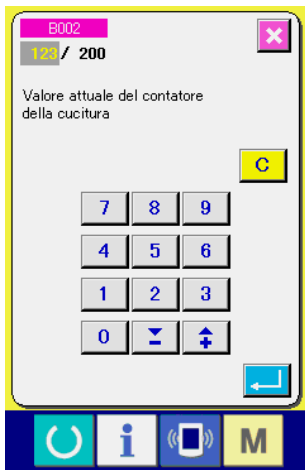 B002
123/ 200
Valore attuale del contatore
della cucitura
C
7 8 9
4 5 6
1 2 3
0
M